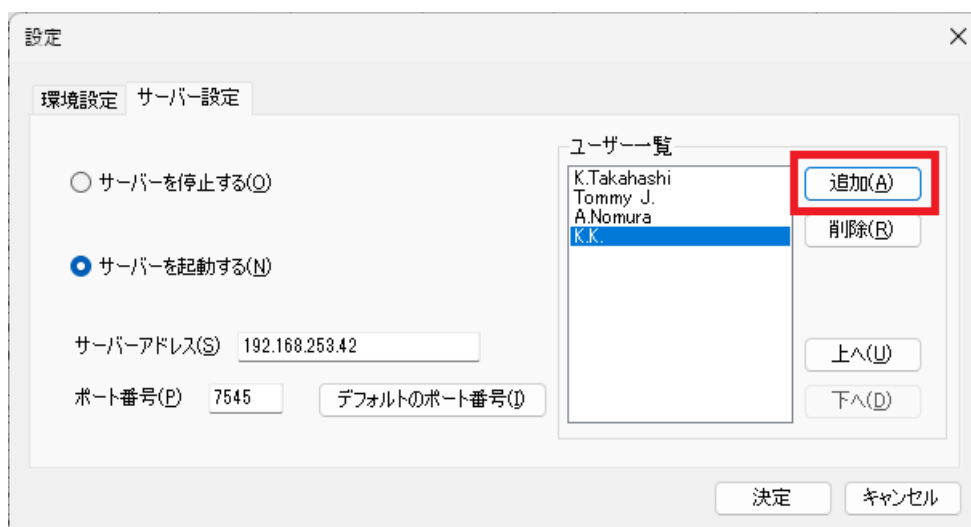 設定
環境設定
サーバー設定
サーバーを停止する(O)
サーバーを起動する(N)
サーバーアドレス(S)
192.168.253.42
ポート番号(P)
7545
デフォルトのポート番号(I)
ユーザー一覧
K.Takahashi
Tommy J.
A.Nomura
K.K.
追加(A)
削除(R)
上へ(U)
下へ(D)
決定
キャンセル